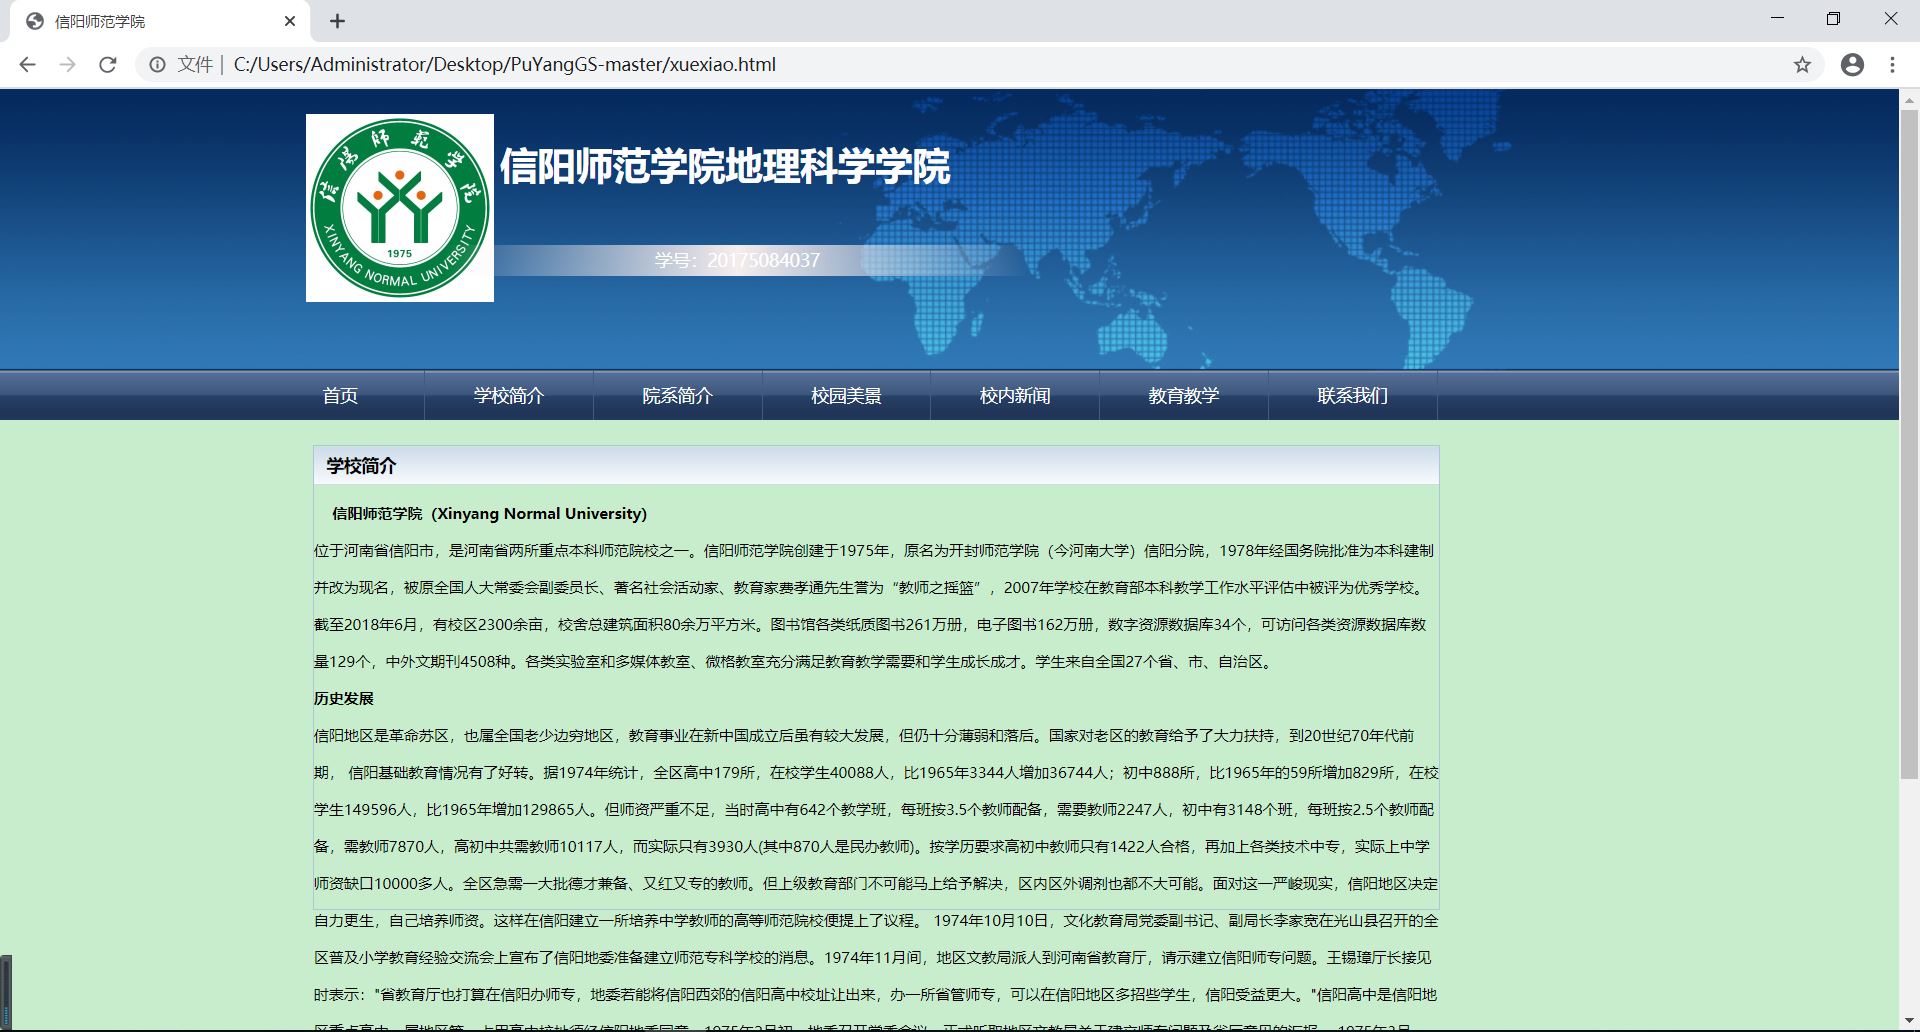 信阳师范学院
文件 | C:/Users/Administrator/Desktop/PuYangGS-master/xuexiao.html
信阳师范学院
1975
XINYANG NORMAL UNIVERSITY
信阳师范学院地理科学学院
学号：20175084037
首页 学校简介 院系简介 校园美景 校内新闻 教育教学 联系我们
学校简介
信阳师范学院（Xinyang Normal University）
位于河南省信阳市，是河南省两所重点本科师范院校之一。信阳师范学院创建于1975年，原名为开封师范学院（今河南大学）信阳分院，1978年经国务院批准为本科建制
并改为现名，被原全国人大常委会副委员长、著名社会活动家、教育家费孝通先生誉为“教师之摇篮”，2007年学校在教育部本科教学工作水平评估中被评为优秀学校。
截至2018年6月，有校区2300余亩，校舍总建筑面积80余万平方米。图书馆各类纸质图书261万册，电子图书162万册，数字资源数据库34个，可访问各类资源数据库数
量129个，中外文期刊4508种。各类实验室和多媒体教室、微格教室充分满足教育教学需要和学生成长成才。学生来自全国27个省、市、自治区。
历史发展
信阳地区是革命苏区，也属全国老少边穷地区，教育事业在新中国成立后虽有较大发展，但仍十分薄弱和落后。国家对老区的教育给予了大力扶持，到20世纪70年代前
期， 信阳基础教育情况有了好转。据1974年统计，全区高中179所，在校学生40088人，比1965年3344人增加36744人；初中888所，比1965年的59所增加829所，在校
学生149596人，比1965年增加129865人。但师资严重不足，当时高中有642个教学班，每班按3.5个教师配备，需要教师2247人，初中有3148个班，每班按2.5个教师配
备，需教师7870人，高初中共需教师10117人，而实际只有3930人(其中870人是民办教师)。按学历要求高初中教师只有1422人合格，再加上各类技术中专，实际上中学
师资缺口10000多人。全区急需一大批德才兼备、又红又专的教师。但上级教育部门不可能马上给予解决，区内区外调剂也都不大可能。面对这一严峻现实，信阳地区决定
自力更生，自己培养师资。这样在信阳建立一所培养中学教师的高等师范院校便提上了议程。 1974年10月10日，文化教育局党委副书记、副局长李家宽在光山县召开的全
区普及小学教育经验交流会上宣布了信阳地委准备建立师范专科学校的消息。1974年11月间，地区文教局派人到河南省教育厅，请示建立信阳师专问题。王锡璋厅长接见
时表示："省教育厅也打算在信阳办师专，地委若能将信阳西郊的信阳高中校址让出来，办一所省管师专，可以在信阳地区多招些学生，信阳受益更大。"信阳高中是信阳地